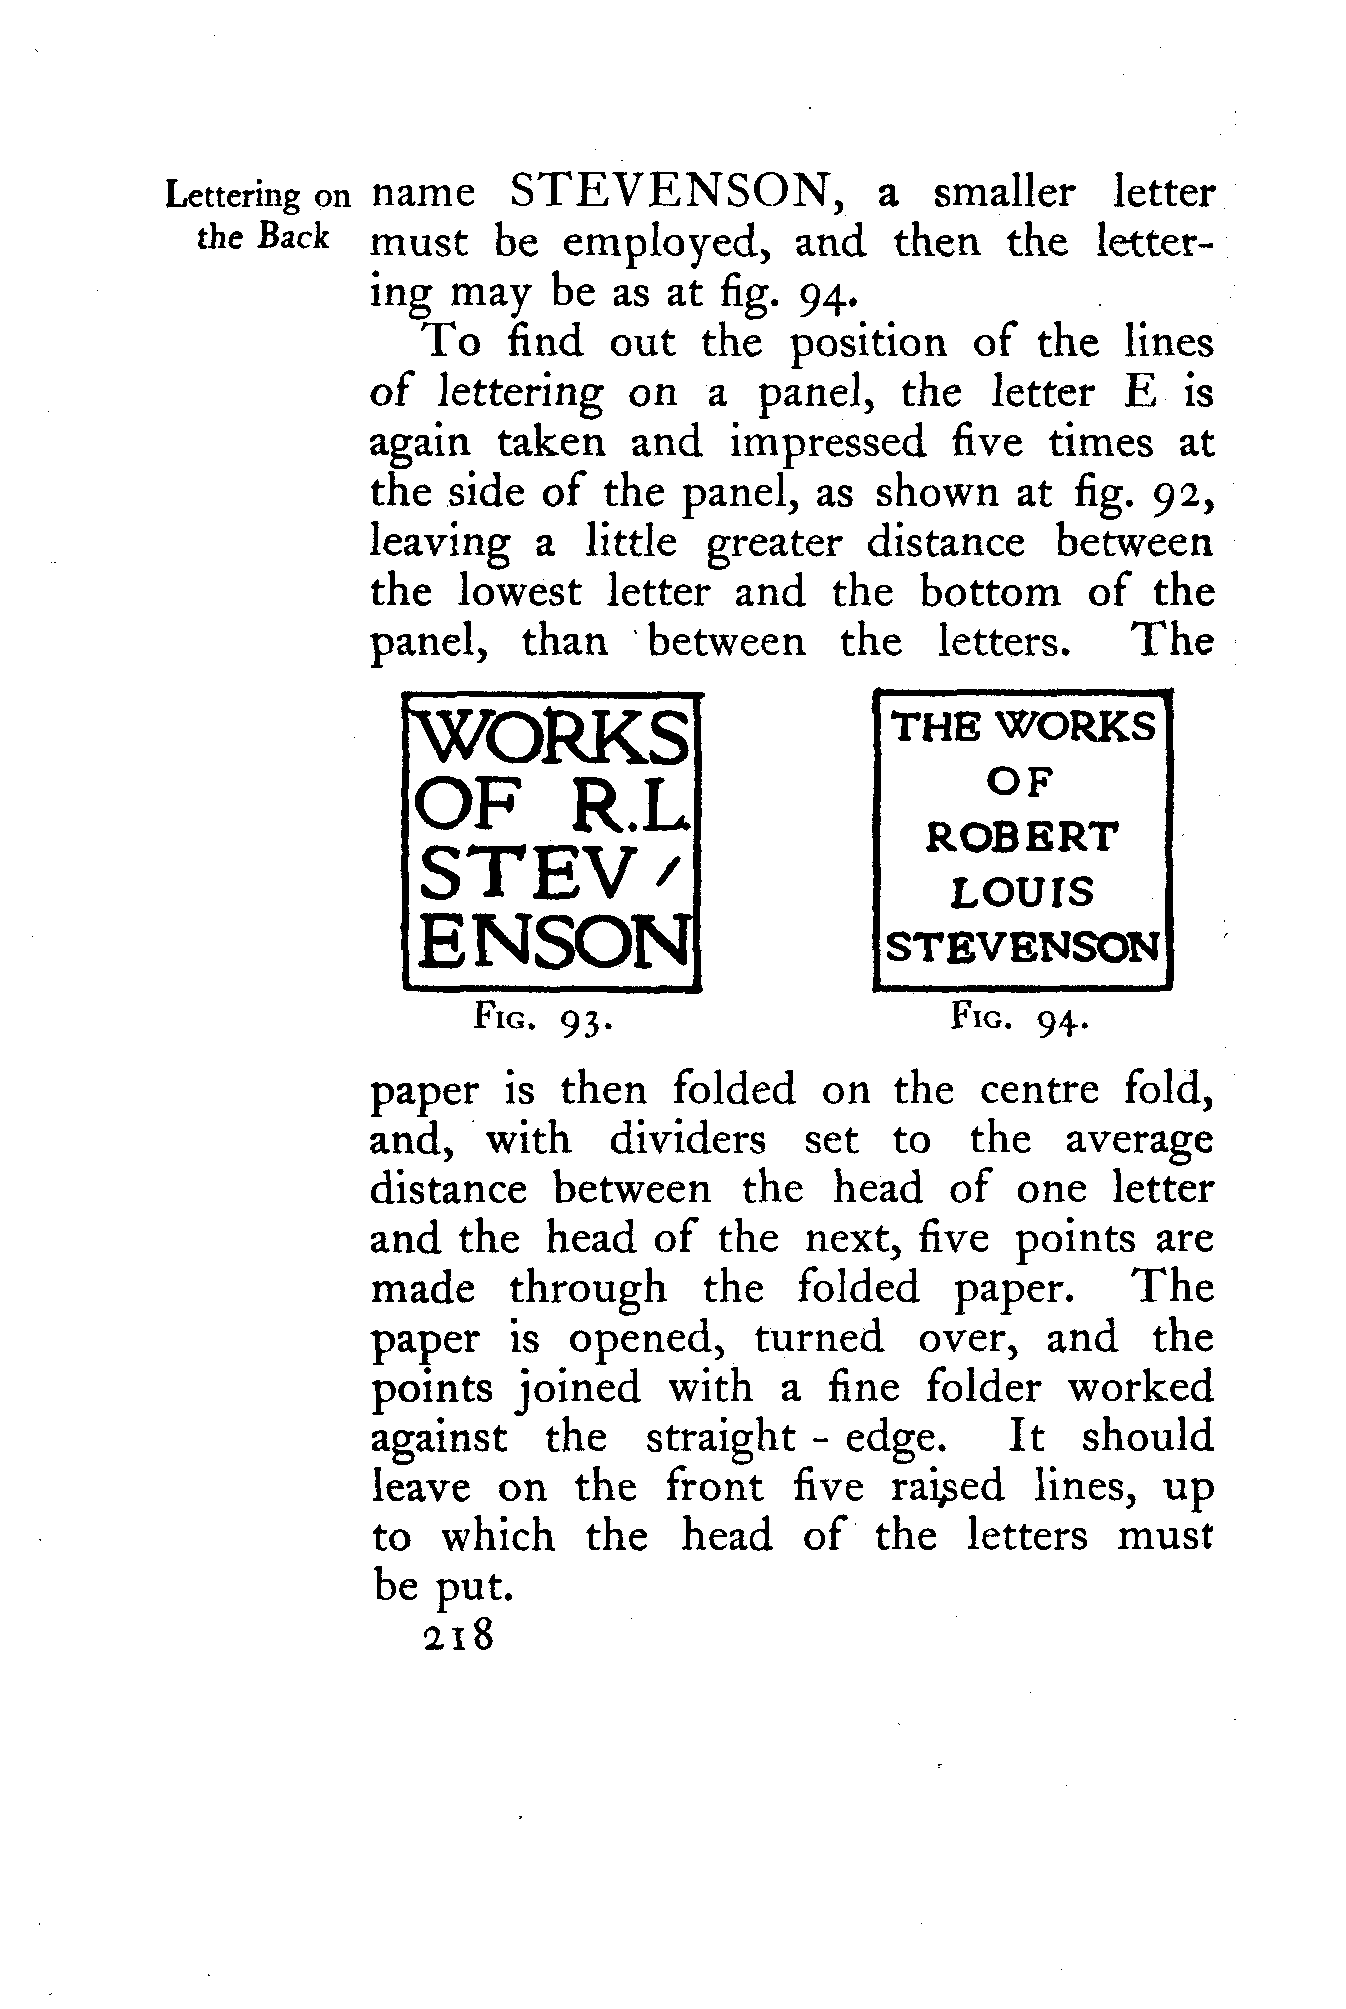 Lettering on
the Back
name STEVENSON, a smaller letter
must be employed, and then the letter-
ing may be as at fig. 94.
To find out the position of the lines
of lettering on a panel, the letter E is
again taken and impressed five times at
the side of the panel, as shown at fig. 92,
leaving a little greater distance between
the lowest letter and the bottom of the
panel, than between the letters. The
WORKS
OF R.L.
STEV/
ENSON
FIG. 93.
THE WORKS
OF
ROBERT
LOUIS
STEVENSON
FIG. 94.
paper is then folded on the centre fold,
and, with dividers set to the average
distance between the head of one letter
and the head of the next, five points are
made through the folded paper. The
paper is opened, turned over, and the
points joined with a fine folder worked
against the straight - edge. It should
leave on the front five raised lines, up
to which the head of the letters must
be put.
218